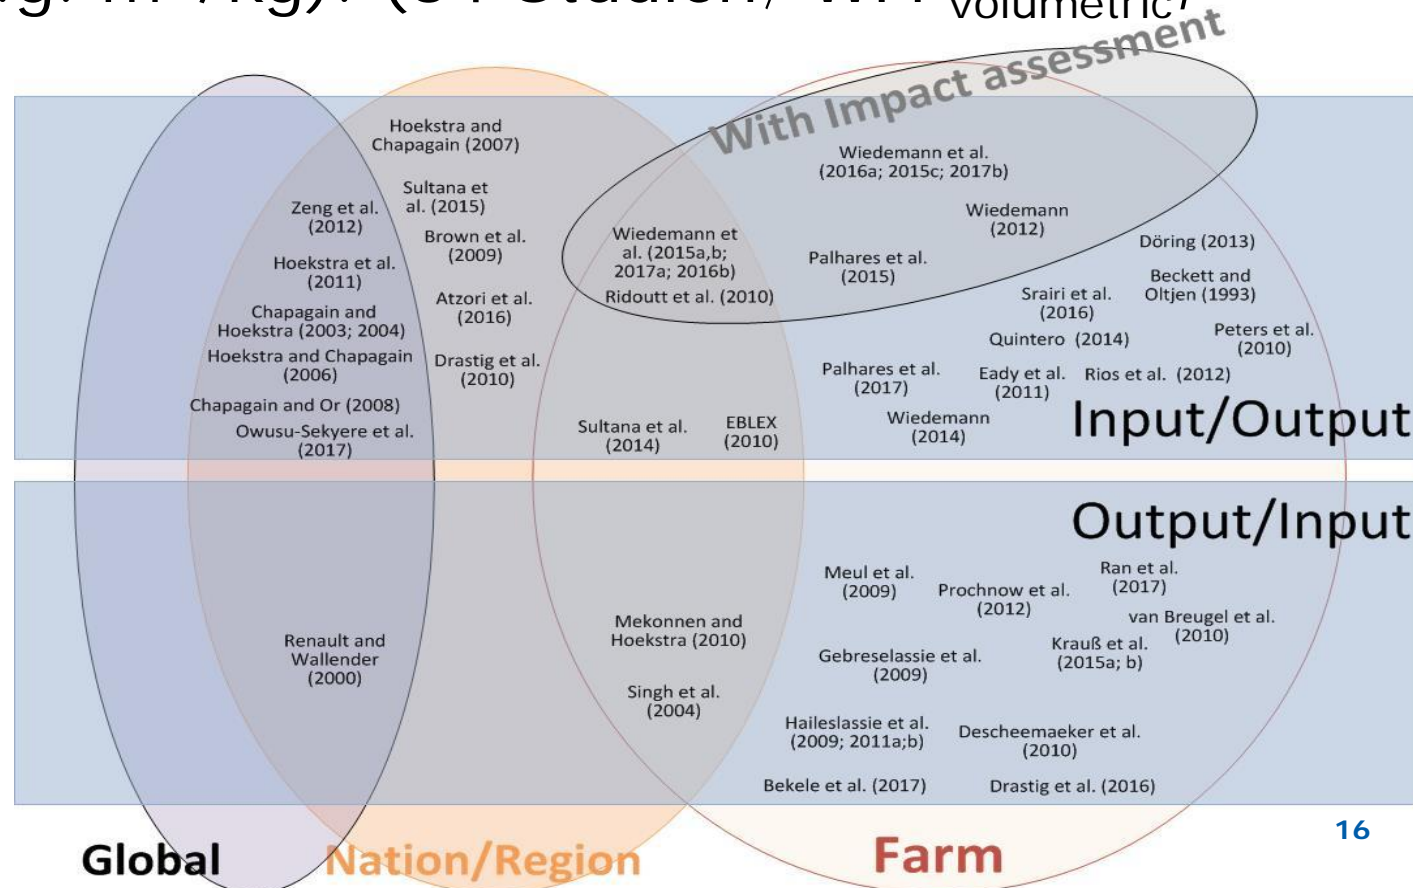 volumetric,
With Impact assessment
Hoekstra and
Chapagain (2007)
Sultana et
al. (2015)
Zeng et al.
(2012)
Brown et al.
(2009)
Hoekstra et al.
(2011)
Atzori et al.
(2016)
Chapagain and
Hoekstra (2003; 2004)
Hoekstra and Chapagain
(2006)
Drastig et al.
(2010)
Chapagain and Or (2008)
Owusu-Sekyere et al.
(2017)
Wiedemann et
al. (2015a,b;
2017a; 2016b)
Ridoutt et al. (2010)
Sultana et al.
(2014)
EBLEX
(2010)
Wiedemann et al.
(2016a; 2015c; 2017b)
Wiedemann
(2012)
Palhares et al.
(2015)
Döring (2013)
Beckett and
Oltjen (1993)
Srairi et al.
(2016)
Quintero (2014)
Peters et al.
(2010)
Palhares et al.
(2017)
Eady et al.
(2011)
Rios et al. (2012)
Wiedemann
(2014)
Input/Output
Output/Input
Renault and
Wallender
(2000)
Mekonnen and
Hoekstra (2010)
Singh et al.
(2004)
Meul et al.
(2009)
Prochnow et al.
(2012)
Ran et al.
(2017)
van Breugel et al.
(2010)
Krauß et al.
(2015a; b)
Gebreselassie et al.
(2009)
Haileslassie et al.
(2009; 2011a;b)
Descheemaeker et al.
(2010)
Bekele et al. (2017)
Drastig et al. (2016)
16
Global
Nation/Region
Farm